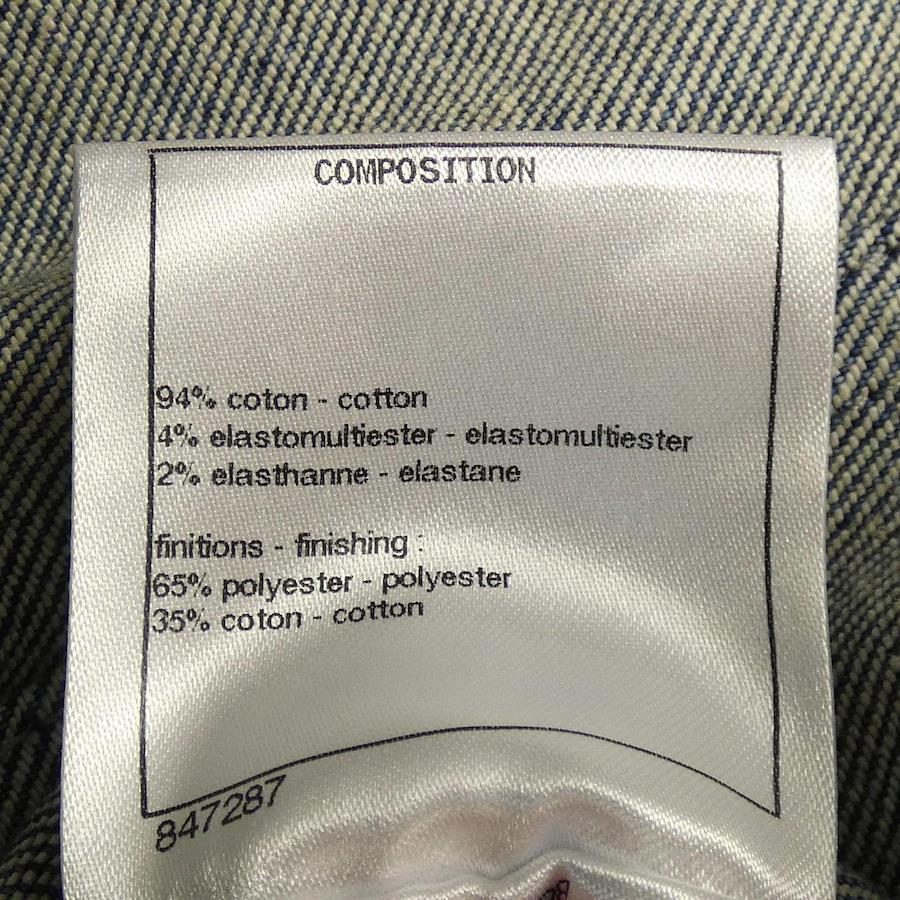 COMPOSITION
94% coton - cotton
4% elastomultiester - elastomultiester
2% elasthanne - elastane
finitions - finishing :
65% polyester - polyester
35% coton - cotton
847287